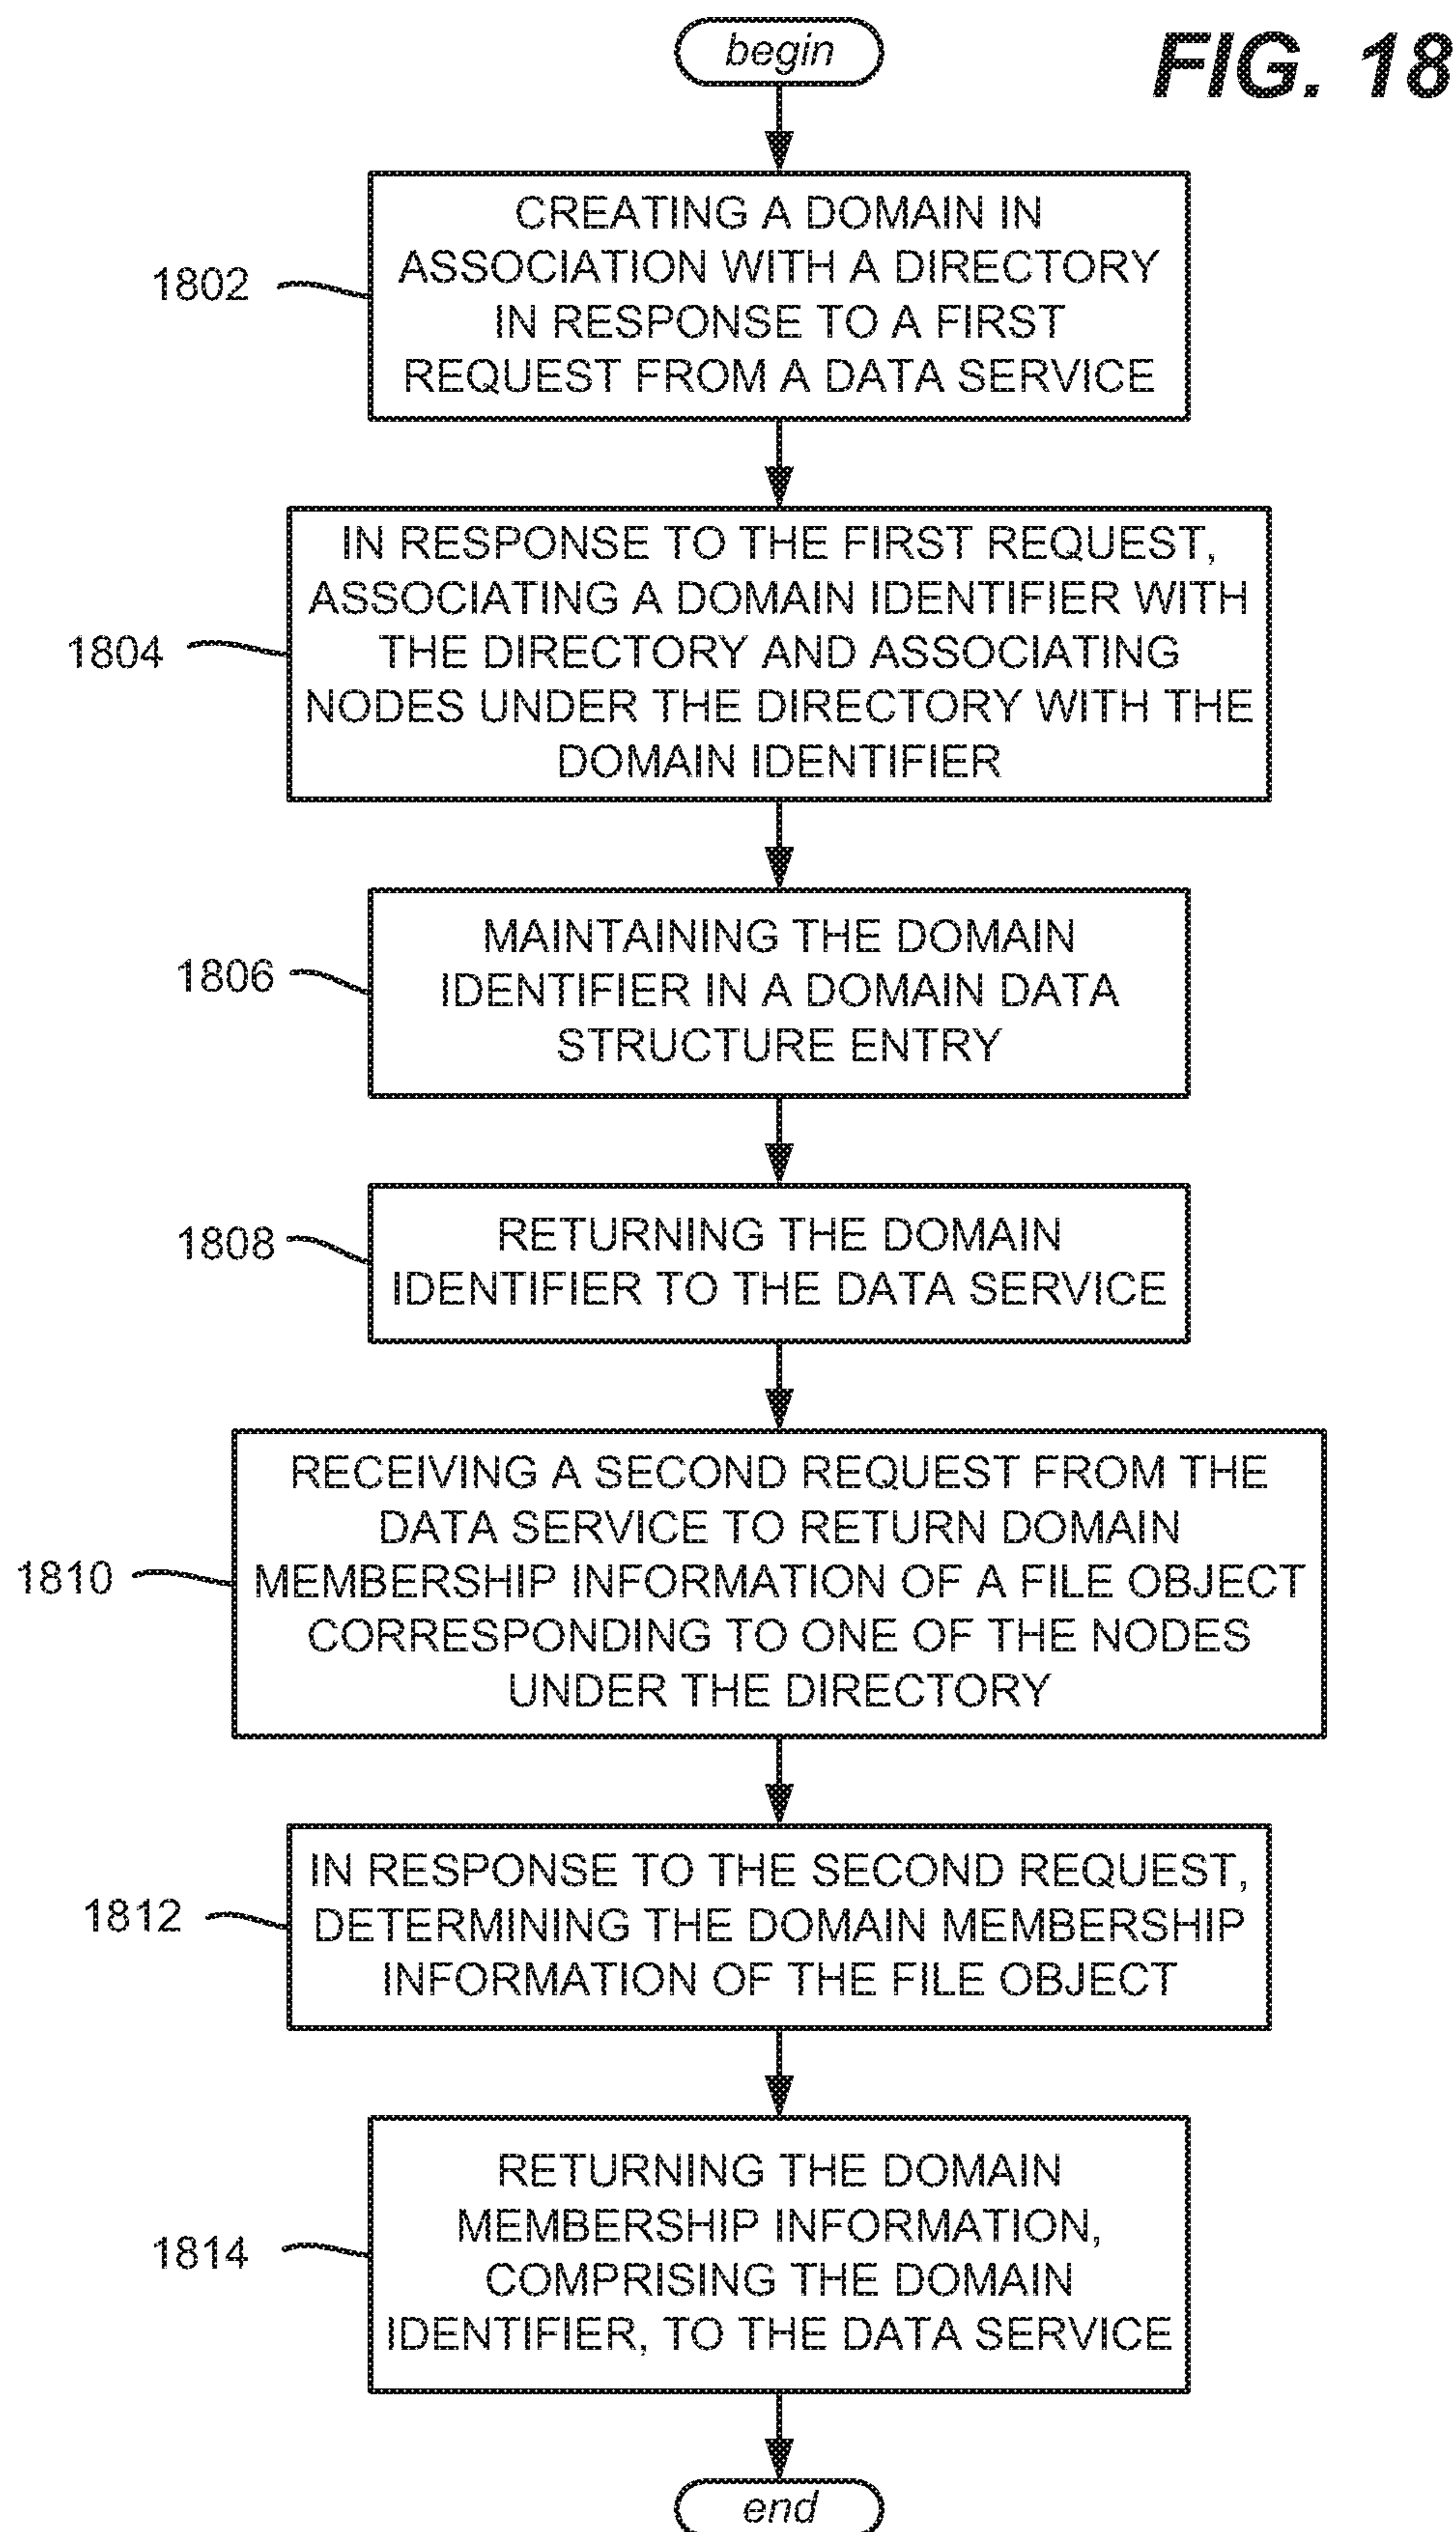 begin
FIG. 18
CREATING A DOMAIN IN
ASSOCIATION WITH A DIRECTORY
IN RESPONSE TO A FIRST
REQUEST FROM A DATA SERVICE
1802
IN RESPONSE TO THE FIRST REQUEST,
ASSOCIATING A DOMAIN IDENTIFIER WITH
THE DIRECTORY AND ASSOCIATING
NODES UNDER THE DIRECTORY WITH THE
DOMAIN IDENTIFIER
1804
MAINTAINING THE DOMAIN
IDENTIFIER IN A DOMAIN DATA
STRUCTURE ENTRY
1806
RETURNING THE DOMAIN
IDENTIFIER TO THE DATA SERVICE
1808
RECEIVING A SECOND REQUEST FROM THE
DATA SERVICE TO RETURN DOMAIN
MEMBERSHIP INFORMATION OF A FILE OBJECT
CORRESPONDING TO ONE OF THE NODES
UNDER THE DIRECTORY
1810
IN RESPONSE TO THE SECOND REQUEST,
DETERMINING THE DOMAIN MEMBERSHIP
INFORMATION OF THE FILE OBJECT
1812
RETURNING THE DOMAIN
MEMBERSHIP INFORMATION,
COMPRISING THE DOMAIN
IDENTIFIER, TO THE DATA SERVICE
1814
end